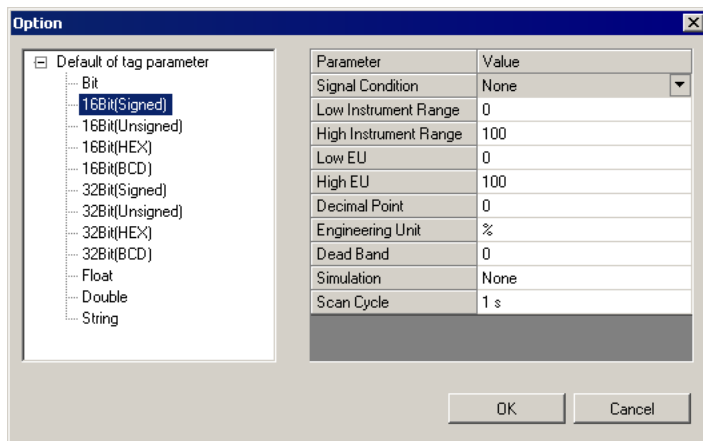 Option
Default of tag parameter
Bit
16Bit(Signed)
16Bit(Unsigned)
16Bit(HEX)
16Bit(BCD)
32Bit(Signed)
32Bit(Unsigned)
32Bit(HEX)
32Bit(BCD)
Float
Double
String
Parameter Value
Signal Condition None
Low Instrument Range 0
High Instrument Range 100
Low EU 0
High EU 100
Decimal Point 0
Engineering Unit %
Dead Band 0
Simulation None
Scan Cycle 1 s
OK Cancel